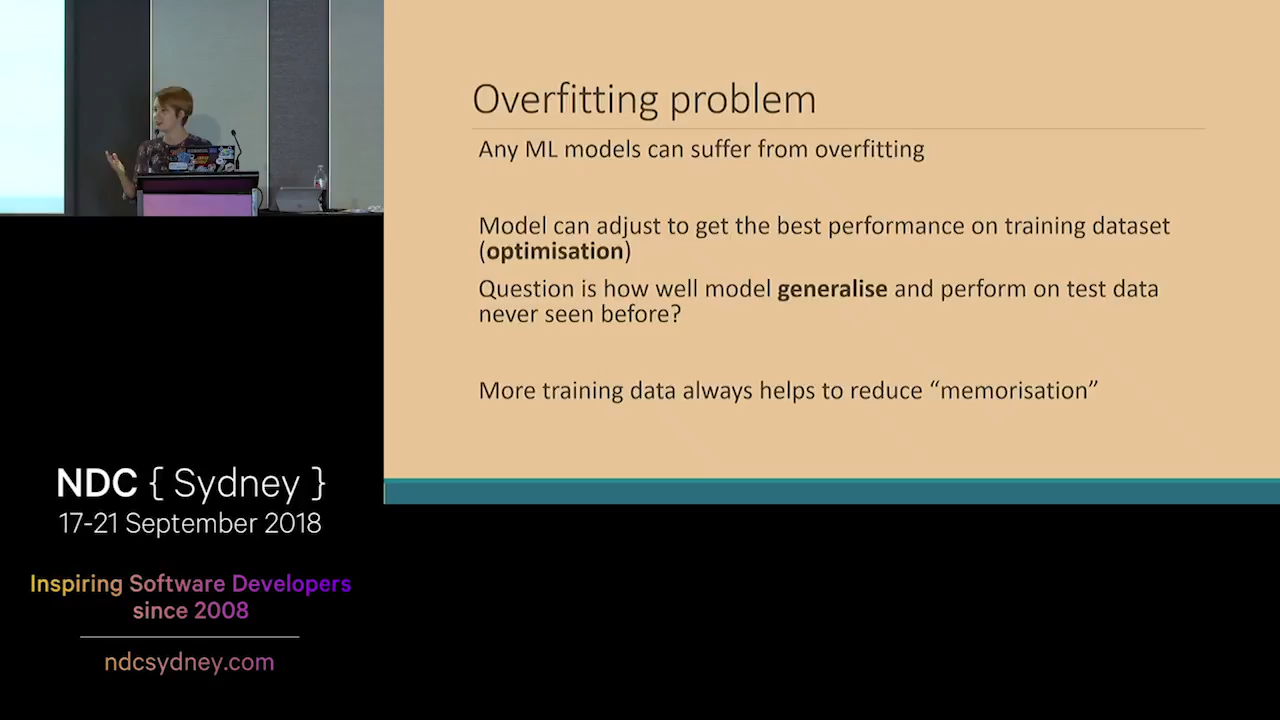 Overfitting problem
Any ML models can suffer from overfitting
Model can adjust to get the best performance on training dataset
(optimisation)
Question is how well model generalise and perform on test data
never seen before?
More training data always helps to reduce “memorisation”
NDC { Sydney }
17-21 September 2018
Inspiring Software Developers
since 2008
ndcsydney.com